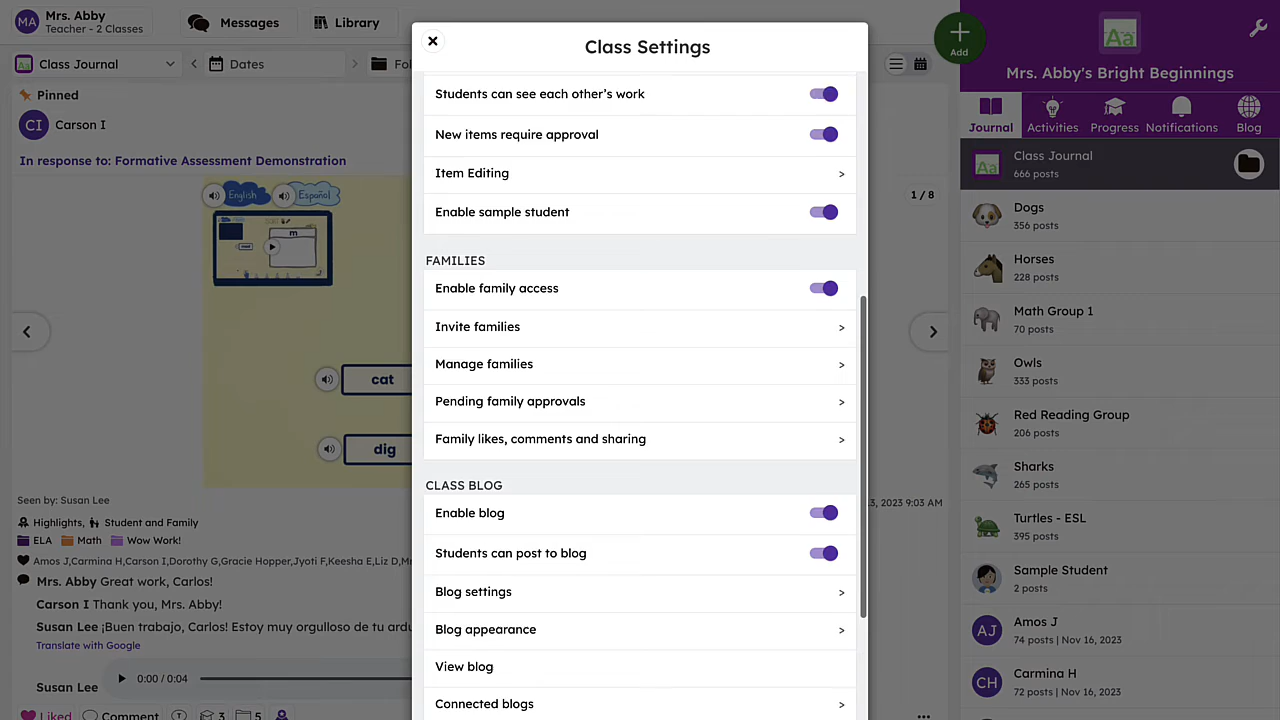 MA
Mrs. Abby
Teacher - 2 Classes
Messages
Library
Class Journal
Dates
Fol
Pinned
CI
Carson I
In response to: Formative Assessment Demonstration
English
Español
m
1 / 8
cat
dig
Seen by: Susan Lee
13, 2023 9:03 AM
Highlights, Student and Family
ELA
Math
Wow Work!
Amos J,Carmina H,Carson I,Dorothy G,Gracie Hopper,Jyoti F,Keesha E,Liz D,Mr
Mrs. Abby Great work, Carlos!
Carson I Thank you, Mrs. Abby!
Susan Lee ¡Buen trabajo, Carlos! Estoy muy orgulloso de tu ardu
Translate with Google
Susan Lee
0:00 / 0:04
Liked
Comment
T
3
5
Class Settings
Students can see each other's work
New items require approval
Item Editing
Enable sample student
FAMILIES
Enable family access
Invite families
Manage families
Pending family approvals
Family likes, comments and sharing
CLASS BLOG
Enable blog
Students can post to blog
Blog settings
Blog appearance
View blog
Connected blogs
Add
Aa
Mrs. Abby's Bright Beginnings
Journal
Activities
Progress
Notifications
Blog
Class Journal
666 posts
Dogs
356 posts
Horses
228 posts
Math Group 1
70 posts
Owls
333 posts
Red Reading Group
206 posts
Sharks
265 posts
Turtles - ESL
395 posts
Sample Student
2 posts
AJ
Amos J
74 posts | Nov 16, 2023
CH
Carmina H
72 posts | Nov 16, 2023